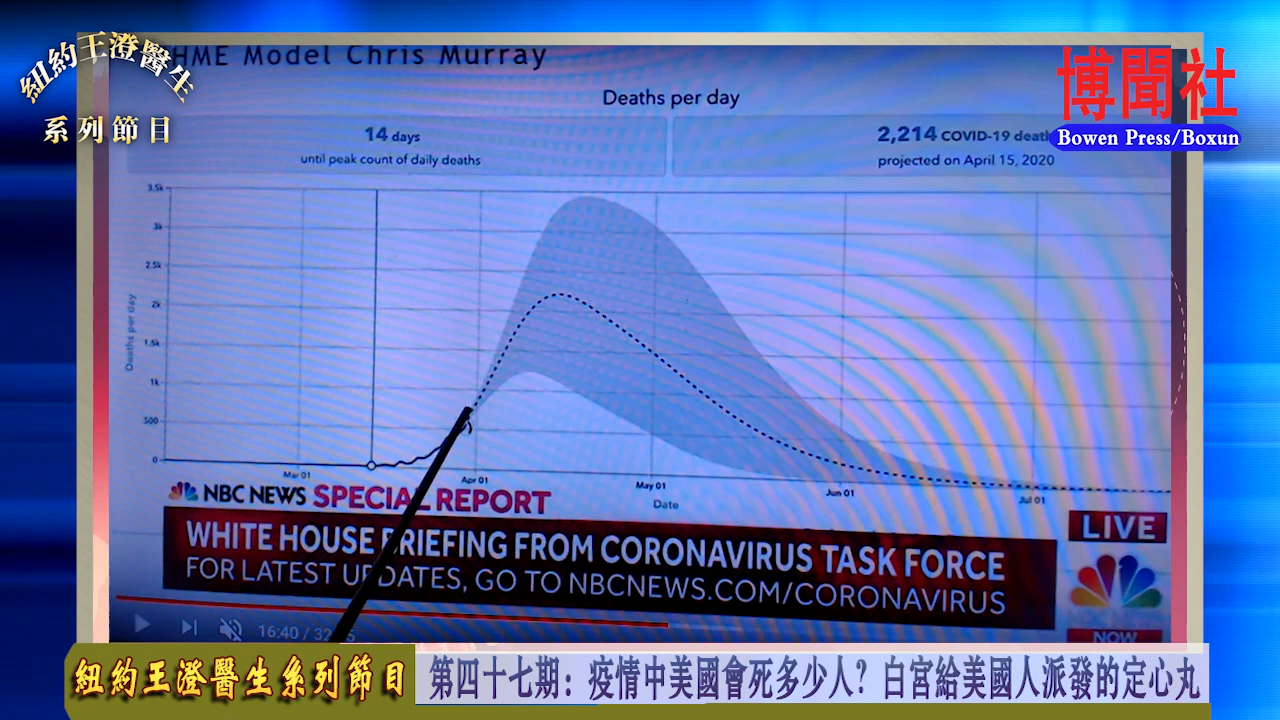 紐約王澄醫生
系列節目
HME Model Chris Murray
博聞社
Bowen Press/Boxun
Deaths per day
14 days
until peak count of daily deaths
2,214 COVID-19 death
projected on April 15, 2020
3.5k
3k
2.5k
2k
1.5k
1k
500
0
Deaths per day
Mar 01
Apr 01
May 01
Jun 01
Jul 01
Date
NBC NEWS SPECIAL REPORT
LIVE
WHITE HOUSE BRIEFING FROM CORONAVIRUS TASK FORCE
FOR LATEST UPDATES, GO TO NBCNEWS.COM/CORONAVIRUS
NOW
16:40 / 32
紐約王澄醫生系列節目
第四十七期：疫情中美國會死多少人？白宮給美國人派發的定心丸